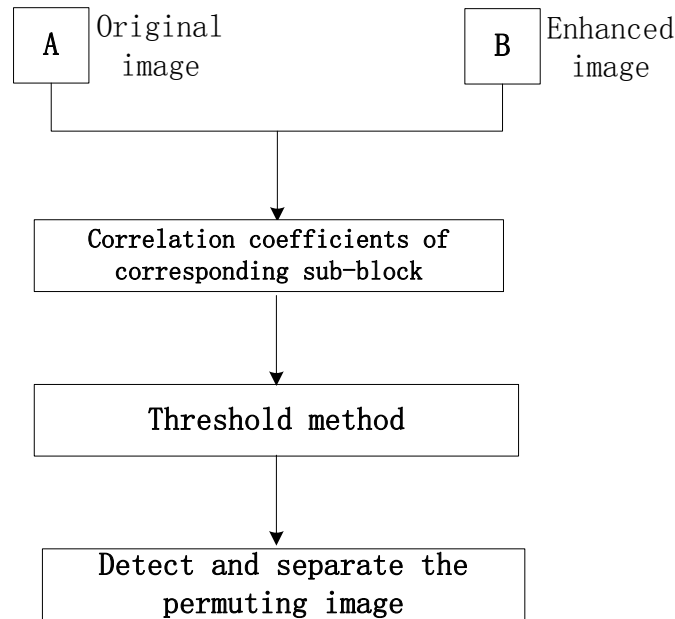 A
Original
image
B
Enhanced
image
Correlation coefficients of
corresponding sub-block
Threshold method
Detect and separate the
permuting image